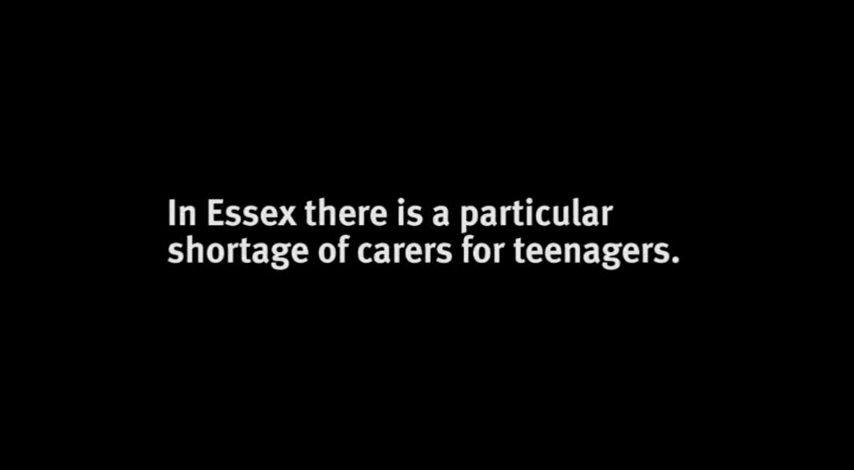 In Essex there is a particular
shortage of carers for teenagers.